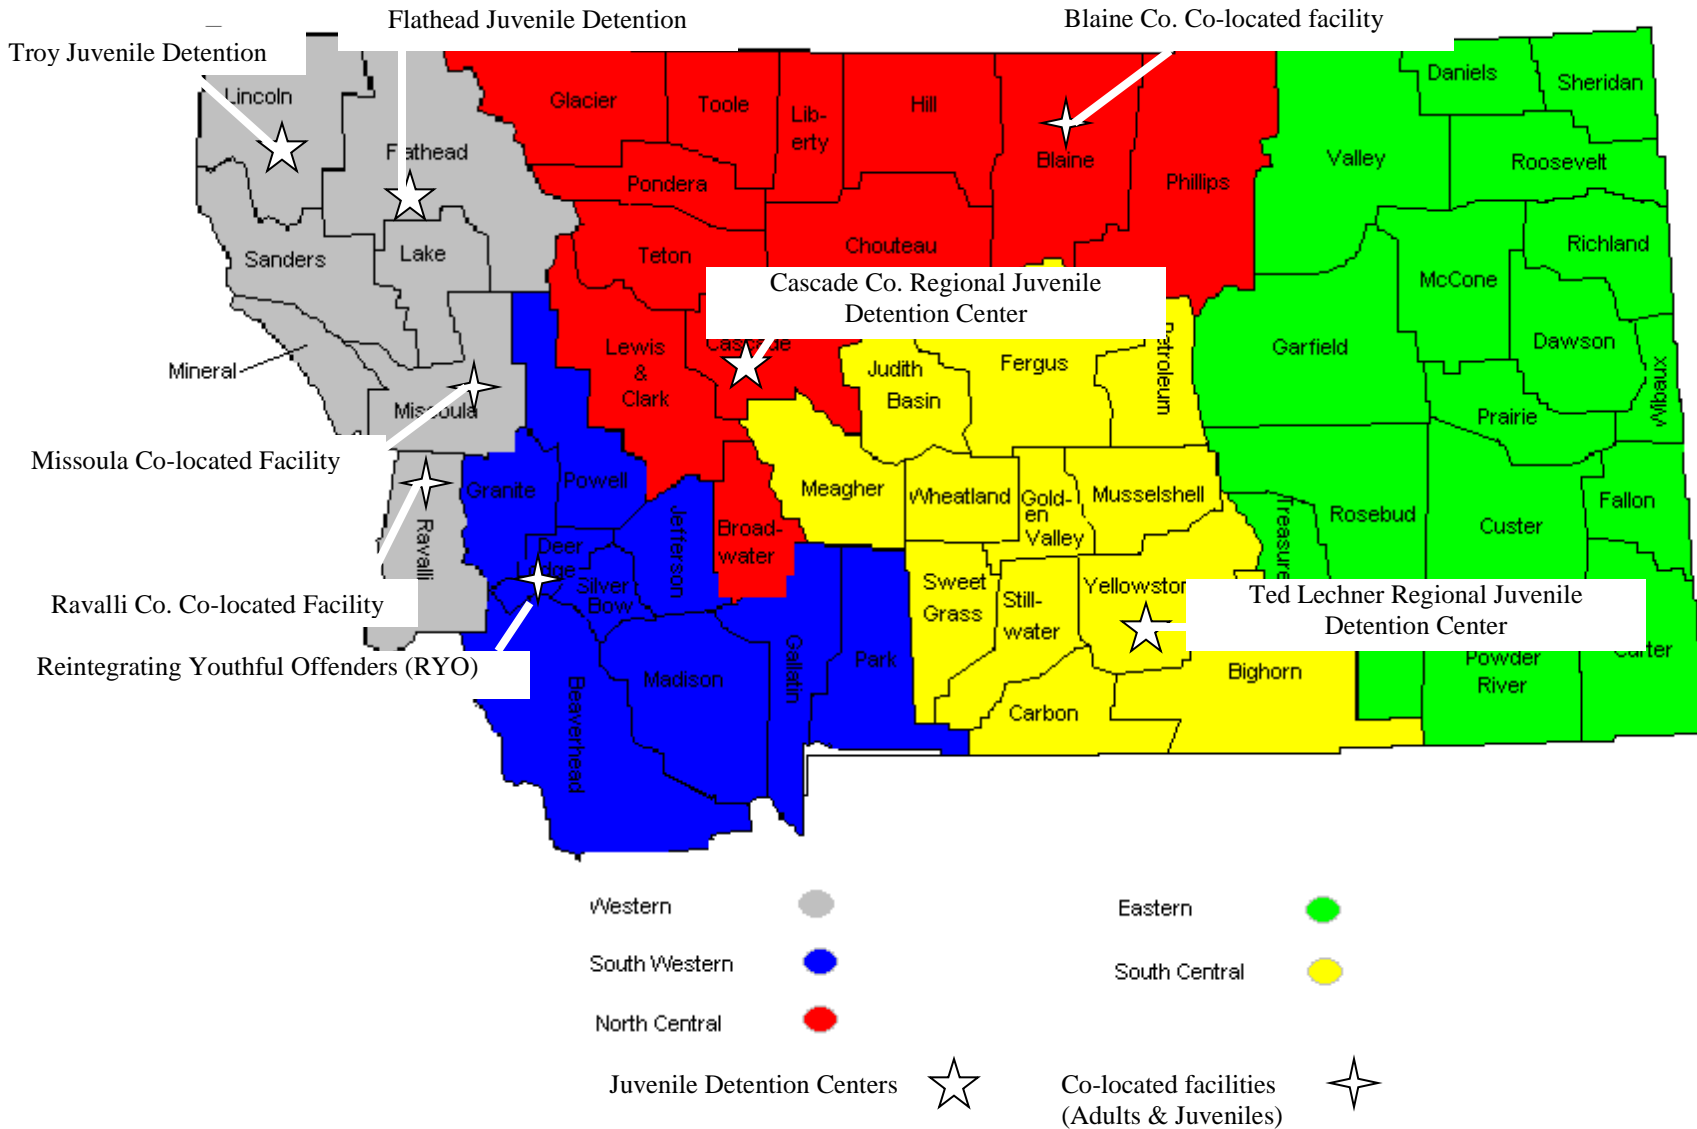 Flathead Juvenile Detention
Blaine Co. Co-located facility
Troy Juvenile Detention
Lincoln
Flathead
Glacier
Toole
Lib-
erty
Hill
Blaine
Phillips
Valley
Daniels
Sheridan
Roosevelt
Pondera
Teton
Chouteau
Sanders
Lake
Richland
McCone
Cascade Co. Regional Juvenile
Detention Center
Mineral
Missoula
Lewis
&
Clark
Cascade
Judith
Basin
Fergus
Petroleum
Garfield
Dawson
Wibaux
Prairie
Missoula Co-located Facility
Granite
Powell
Jefferson
Broad-
water
Meagher
Wheatland
Gold-
en
Valley
Musselshell
Treasure
Rosebud
Custer
Fallon
Ravalli
Deer
Lodge
Silver
Bow
Sweet
Grass
Still-
water
Ravalli Co. Co-located Facility
Ted Lechner Regional Juvenile
Detention Center
Reintegrating Youthful Offenders (RYO)
Beaverhead
Madison
Gallatin
Park
Carbon
Bighorn
Powder
River
Carter
Western
Eastern
South Western
South Central
North Central
Juvenile Detention Centers
Co-located facilities
(Adults & Juveniles)